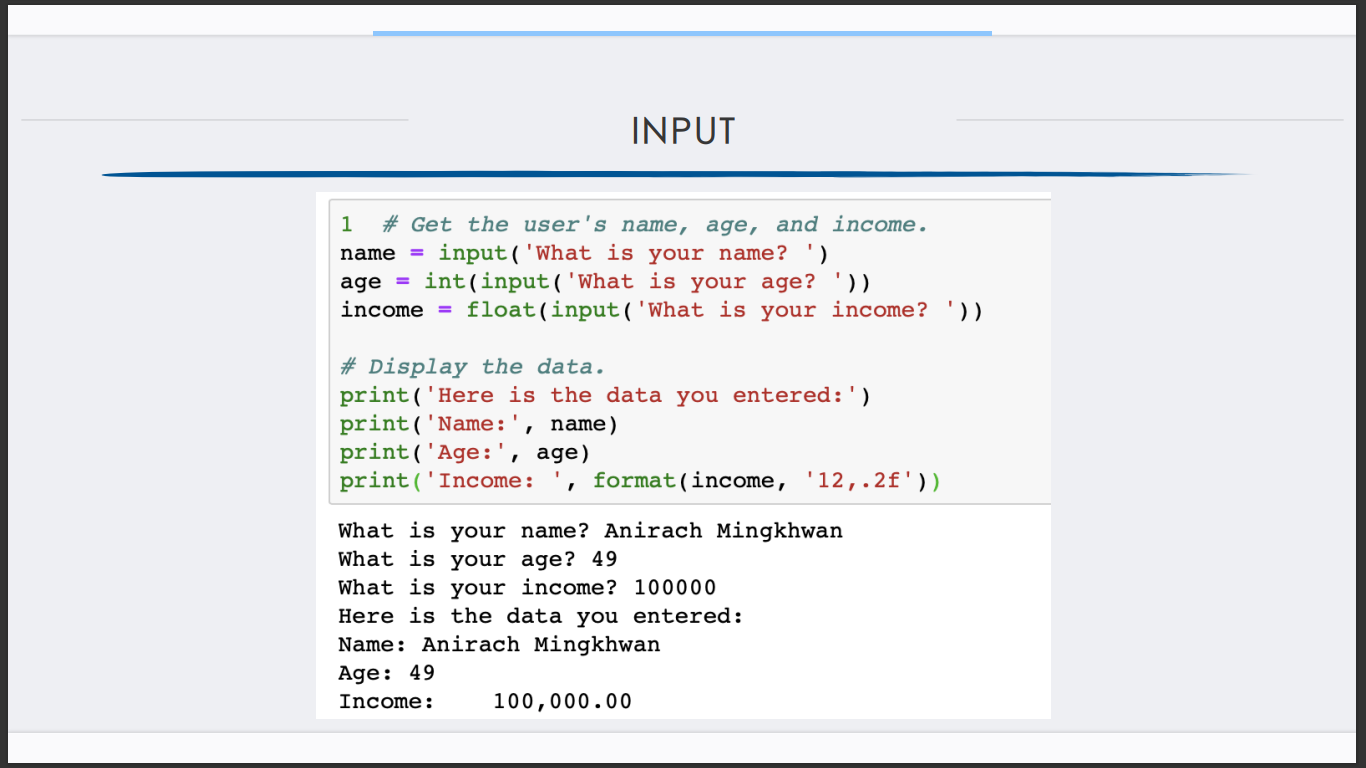 INPUT
1  # Get the user's name, age, and income.
name = input('What is your name? ')
age = int(input('What is your age? '))
income = float(input('What is your income? '))
# Display the data.
print('Here is the data you entered:')
print('Name:', name)
print('Age:', age)
print('Income: ', format(income, '12,.2f'))
What is your name? Anirach Mingkhwan
What is your age? 49
What is your income? 100000
Here is the data you entered:
Name: Anirach Mingkhwan
Age: 49
Income:    100,000.00